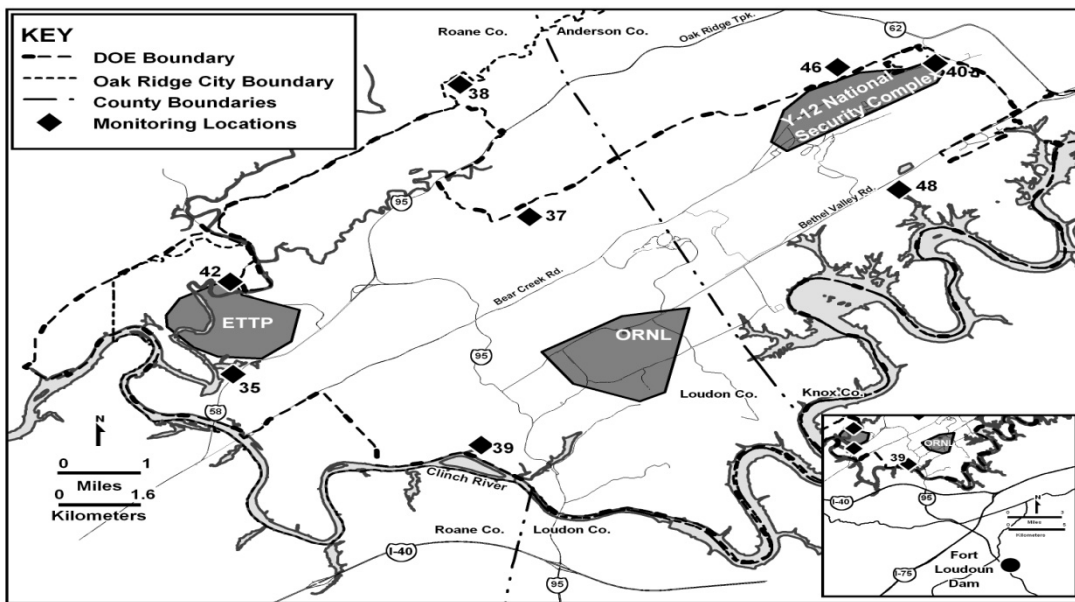 KEY
DOE Boundary
Oak Ridge City Boundary
County Boundaries
Monitoring Locations
Roane Co.
Anderson Co.
Oak Ridge Tpk.
62
46
40
38
Y-12 National
Security Complex
95
37
48
Bethel Valley Rd.
42
Bear Creek Rd.
ETTP
ORNL
95
35
Loudon Co.
Knox Co.
58
N
0 1
Miles
0 1.6
Kilometers
39
Clinch River
Roane Co.
Loudon Co.
I-40
95
ORNL
39
I-40
95
N
Miles
Kilometers
I-75
Fort
Loudoun
Dam